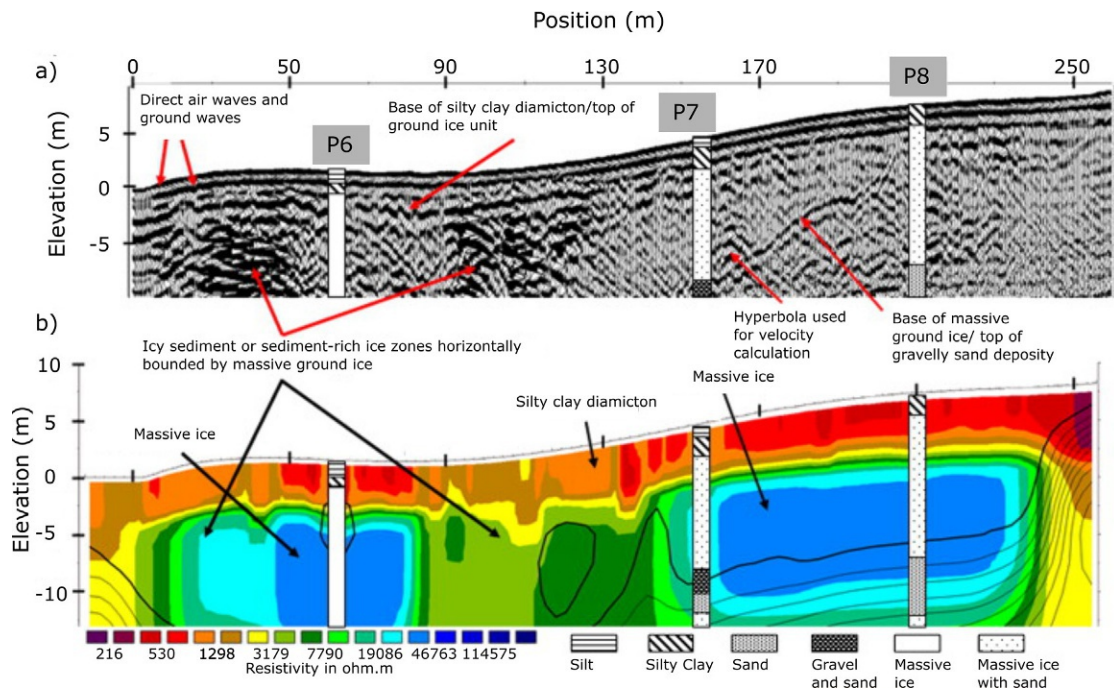 Position (m)
a)
0 50 90 130 170 250
P8
Direct air waves and
ground waves
Base of silty clay diamicton/top of
ground ice unit
P7
P6
Elevation (m)
5
0
-5
Hyperbola used
for velocity
calculation
Base of massive
ground ice/ top of
gravelly sand deposity
b)
Icy sediment or sediment-rich ice zones horizontally
bounded by massive ground ice
Massive ice
Silty clay diamicton
Massive ice
Elevation (m)
10
5
0
-5
-10
216 530 1298 3179 7790 19086 46763 114575
Resistivity in ohm.m
Silt
Silty Clay
Sand
Gravel
and sand
Massive
ice
Massive ice
with sand